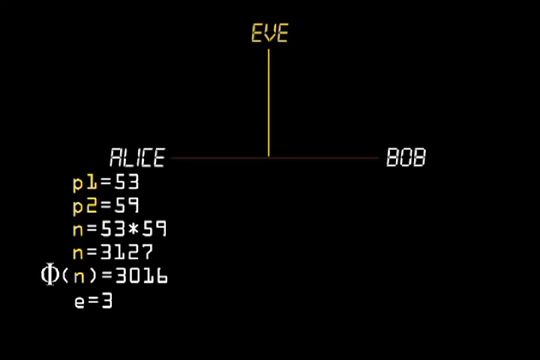 EVE
ALICE
BOB
p1=53
p2=59
n=53*59
n=3127
Φ(n)=3016
e=3